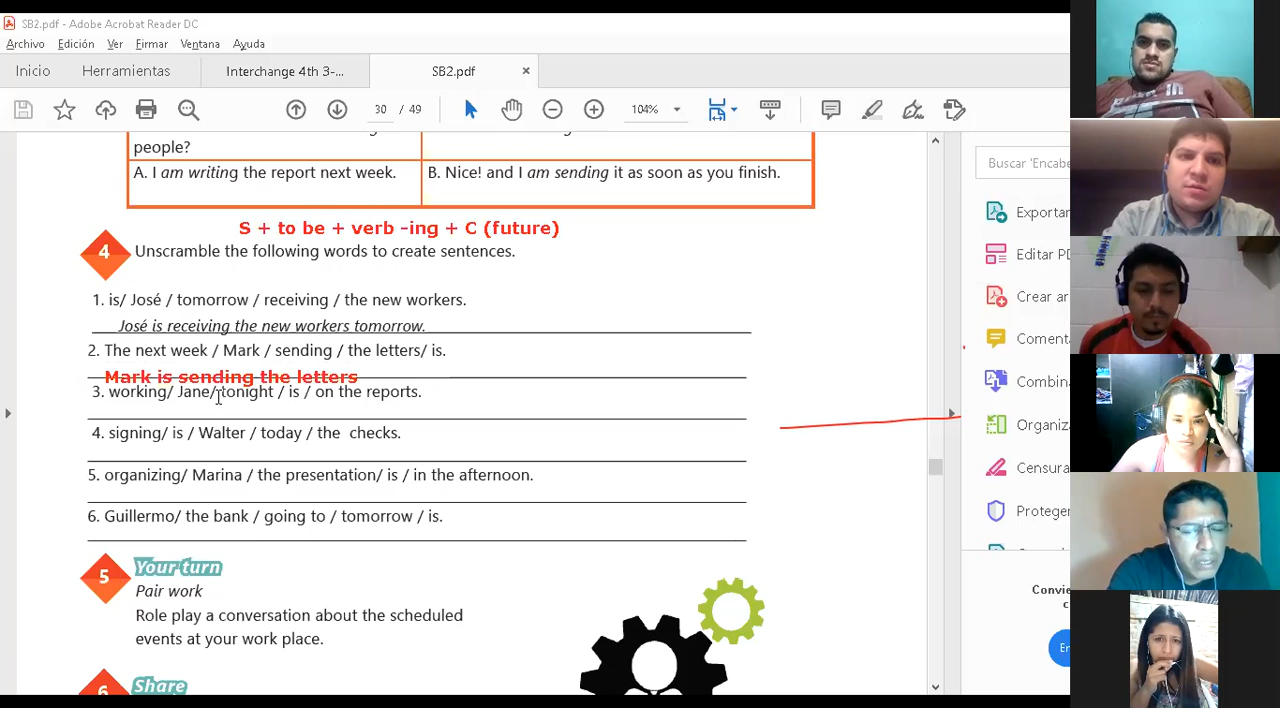 SB2.pdf - Adobe Acrobat Reader DC
Archivo Edición Ver Firmar Ventana Ayuda
Inicio Herramientas Interchange 4th 3-... SB2.pdf ×
30 / 49 104%
people?
A. I am writing the report next week. B. Nice! and I am sending it as soon as you finish.
S + to be + verb -ing + C (future)
4 Unscramble the following words to create sentences.
1. is/ José / tomorrow / receiving / the new workers.
José is receiving the new workers tomorrow.
2. The next week / Mark / sending / the letters/ is.
Mark is sending the letters
3. working/ Jane/ tonight / is / on the reports.
4. signing/ is / Walter / today / the checks.
5. organizing/ Marina / the presentation/ is / in the afternoon.
6. Guillermo/ the bank / going to / tomorrow / is.
5 Your turn
Pair work
Role play a conversation about the scheduled
events at your work place.
6 Share
Buscar 'Encabe
Exportar
Editar PD
Crear ar
Comenta
Combina
Organiz
Censura
Proteger
Convie